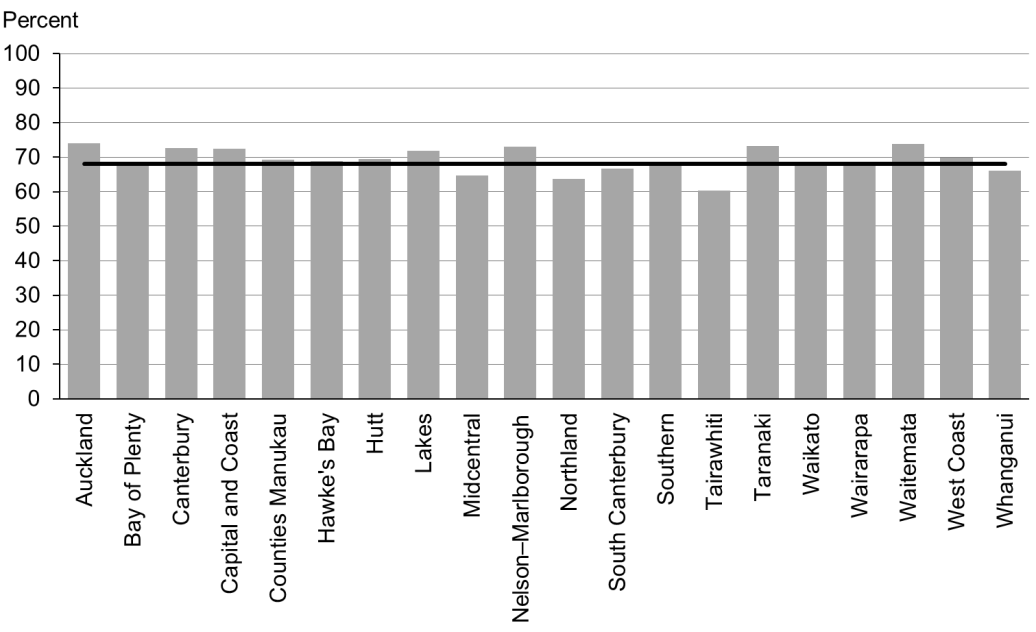 Percent
100
90
80
70
60
50
40
30
20
10
0
Auckland
Bay of Plenty
Canterbury
Capital and Coast
Counties Manukau
Hawke's Bay
Hutt
Lakes
Midcentral
Nelson–Marlborough
Northland
South Canterbury
Southern
Tairawhiti
Taranaki
Waikato
Wairarapa
Waitemata
West Coast
Whanganui